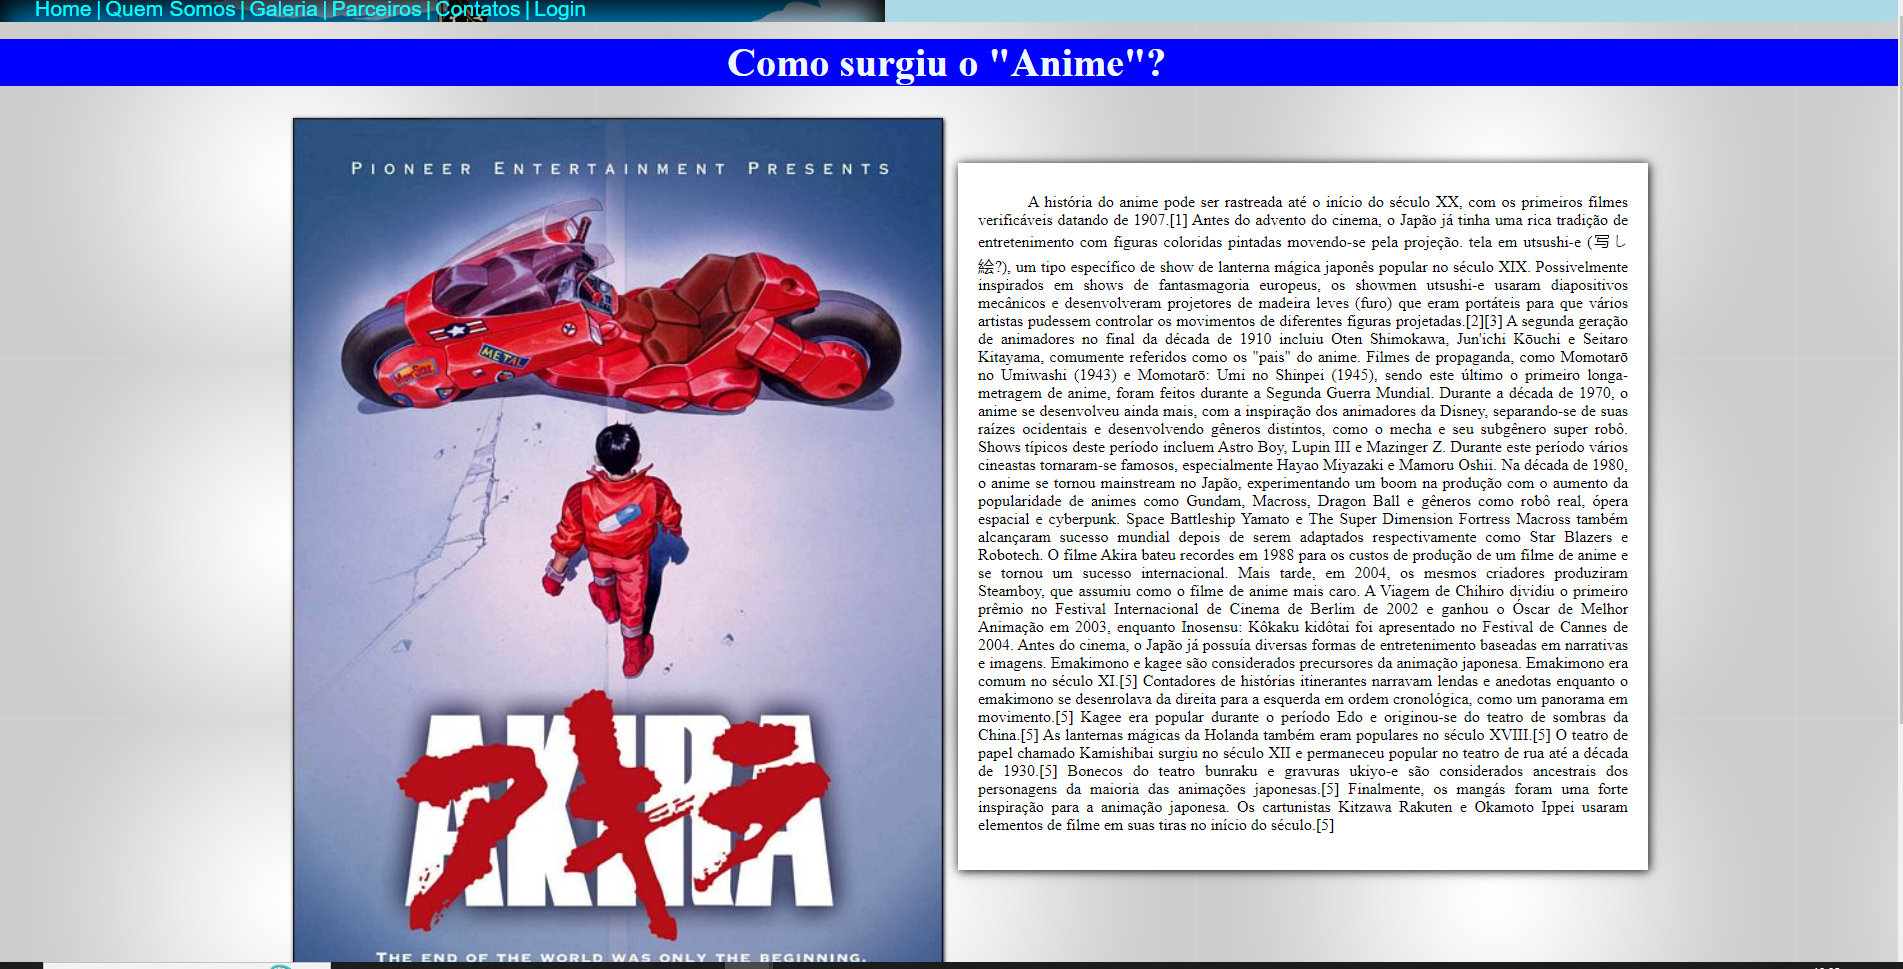 Home | Quem Somos | Galeria | Parceiros | Contatos | Login
Como surgiu o "Anime"?
PIONEER ENTERTAINMENT PRESENTS
METAL
AKIRA
アキラ
THE END OF THE WORLD WAS ONLY THE BEGINNING.
A história do anime pode ser rastreada até o início do século XX, com os primeiros filmes
verificáveis datando de 1907.[1] Antes do advento do cinema, o Japão já tinha uma rica tradição de
entretenimento com figuras coloridas pintadas movendo-se pela projeção. tela em utsushi-e (写し
絵?), um tipo específico de show de lanterna mágica japonês popular no século XIX. Possivelmente
inspirados em shows de fantasmagoria europeus, os showmen utsushi-e usaram diapositivos
mecânicos e desenvolveram projetores de madeira leves (furo) que eram portáteis para que vários
artistas pudessem controlar os movimentos de diferentes figuras projetadas.[2][3] A segunda geração
de animadores no final da década de 1910 incluiu Oten Shimokawa, Jun'ichi Kōuchi e Seitaro
Kitayama, comumente referidos como os "pais" do anime. Filmes de propaganda, como Momotarō
no Umiwashi (1943) e Momotarō: Umi no Shinpei (1945), sendo este último o primeiro longa-
metragem de anime, foram feitos durante a Segunda Guerra Mundial. Durante a década de 1970, o
anime se desenvolveu ainda mais, com a inspiração dos animadores da Disney, separando-se de suas
raízes ocidentais e desenvolvendo gêneros distintos, como o mecha e seu subgênero super robô.
Shows típicos deste período incluem Astro Boy, Lupin III e Mazinger Z. Durante este período vários
cineastas tornaram-se famosos, especialmente Hayao Miyazaki e Mamoru Oshii. Na década de 1980,
o anime se tornou mainstream no Japão, experimentando um boom na produção com o aumento da
popularidade de animes como Gundam, Macross, Dragon Ball e gêneros como robô real, ópera
espacial e cyberpunk. Space Battleship Yamato e The Super Dimension Fortress Macross também
alcançaram sucesso mundial depois de serem adaptados respectivamente como Star Blazers e
Robotech. O filme Akira bateu recordes em 1988 para os custos de produção de um filme de anime e
se tornou um sucesso internacional. Mais tarde, em 2004, os mesmos criadores produziram
Steamboy, que assumiu como o filme de anime mais caro. A Viagem de Chihiro dividiu o primeiro
prêmio no Festival Internacional de Cinema de Berlim de 2002 e ganhou o Óscar de Melhor
Animação em 2003, enquanto Inosensu: Kôkaku kidôtai foi apresentado no Festival de Cannes de
2004. Antes do cinema, o Japão já possuía diversas formas de entretenimento baseadas em narrativas
e imagens. Emakimono e kagee são considerados precursores da animação japonesa. Emakimono era
comum no século XI.[5] Contadores de histórias itinerantes narravam lendas e anedotas enquanto o
emakimono se desenrolava da direita para a esquerda em ordem cronológica, como um panorama em
movimento.[5] Kagee era popular durante o período Edo e originou-se do teatro de sombras da
China.[5] As lanternas mágicas da Holanda também eram populares no século XVIII.[5] O teatro de
papel chamado Kamishibai surgiu no século XII e permaneceu popular no teatro de rua até a década
de 1930.[5] Bonecos do teatro bunraku e gravuras ukiyo-e são considerados ancestrais dos
personagens da maioria das animações japonesas.[5] Finalmente, os mangás foram uma forte
inspiração para a animação japonesa. Os cartunistas Kitzawa Rakuten e Okamoto Ippei usaram
elementos de filme em suas tiras no início do século.[5]